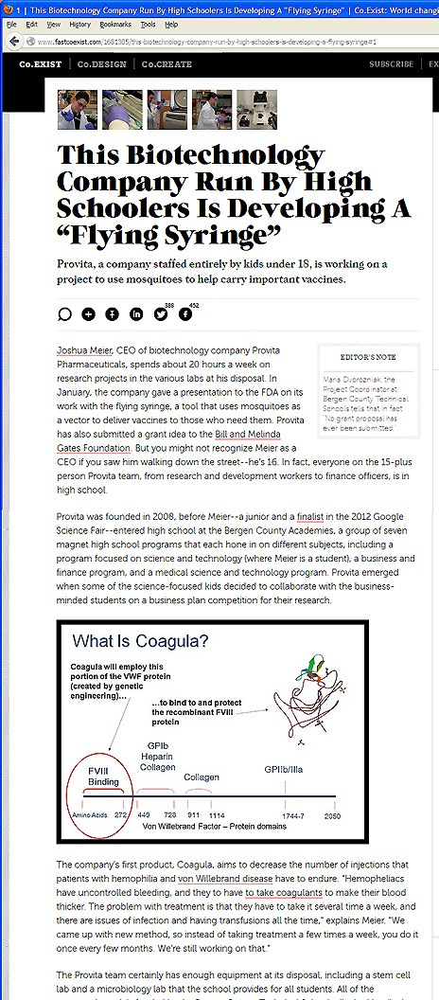 1 | This Biotechnology Company Run By High Schoolers Is Developing A "Flying Syringe" | Co.Exist: World changi
File Edit View History Bookmarks Tools Help
www.fastcoexist.com/1681305/this-biotechnology-company-run-by-high-schoolers-is-developing-a-flying-syringe#1
Co.EXIST Co.DESIGN Co.CREATE SUBSCRIBE EX
This Biotechnology
Company Run By High
Schoolers Is Developing A
“Flying Syringe”
Provita, a company staffed entirely by kids under 18, is working on a
project to use mosquitoes to help carry important vaccines.
388 452
Joshua Meier, CEO of biotechnology company Provita
Pharmaceuticals, spends about 20 hours a week on
research projects in the various labs at his disposal. In
January, the company gave a presentation to the FDA on its
work with the flying syringe, a tool that uses mosquitoes as
a vector to deliver vaccines to those who need them. Provita
has also submitted a grant idea to the Bill and Melinda
Gates Foundation. But you might not recognize Meier as a
CEO if you saw him walking down the street--he's 16. In fact, everyone on the 15-plus
person Provita team, from research and development workers to finance officers, is in
high school.
EDITOR'S NOTE
Maria Dvorozniak, the
Project Coordinator at
Bergen County Technical
Schools tells that in fact
"No grant proposal has
ever been submitted."
Provita was founded in 2008, before Meier--a junior and a finalist in the 2012 Google
Science Fair--entered high school at the Bergen County Academies, a group of seven
magnet high school programs that each hone in on different subjects, including a
program focused on science and technology (where Meier is a student), a business and
finance program, and a medical science and technology program. Provita emerged
when some of the science-focused kids decided to collaborate with the business-
minded students on a business plan competition for their research.
What Is Coagula?
Coagula will employ this
portion of the VWF protein
(created by genetic
engineering)...
...to bind to and protect
the recombinant FVIII
protein
FVIII
Binding
GPIb
Heparin
Collagen
Collagen
GPIIb/IIIa
Amino Acids 272 449 728 911 1114 1744-7 2050
Von Willebrand Factor – Protein domains
The company's first product, Coagula, aims to decrease the number of injections that
patients with hemophilia and von Willebrand disease have to endure. "Hemopheliacs
have uncontrolled bleeding, and they to have to take coagulants to make their blood
thicker. The problem with treatment is that they have to take it several time a week, and
there are issues of infection and having transfusions all the time," explains Meier. "We
came up with new method, so instead of taking treatment a few times a week, you do it
once every few months. We're still working on that."
The Provita team certainly has enough equipment at its disposal, including a stem cell
lab and a microbiology lab that the school provides for all students. All of the